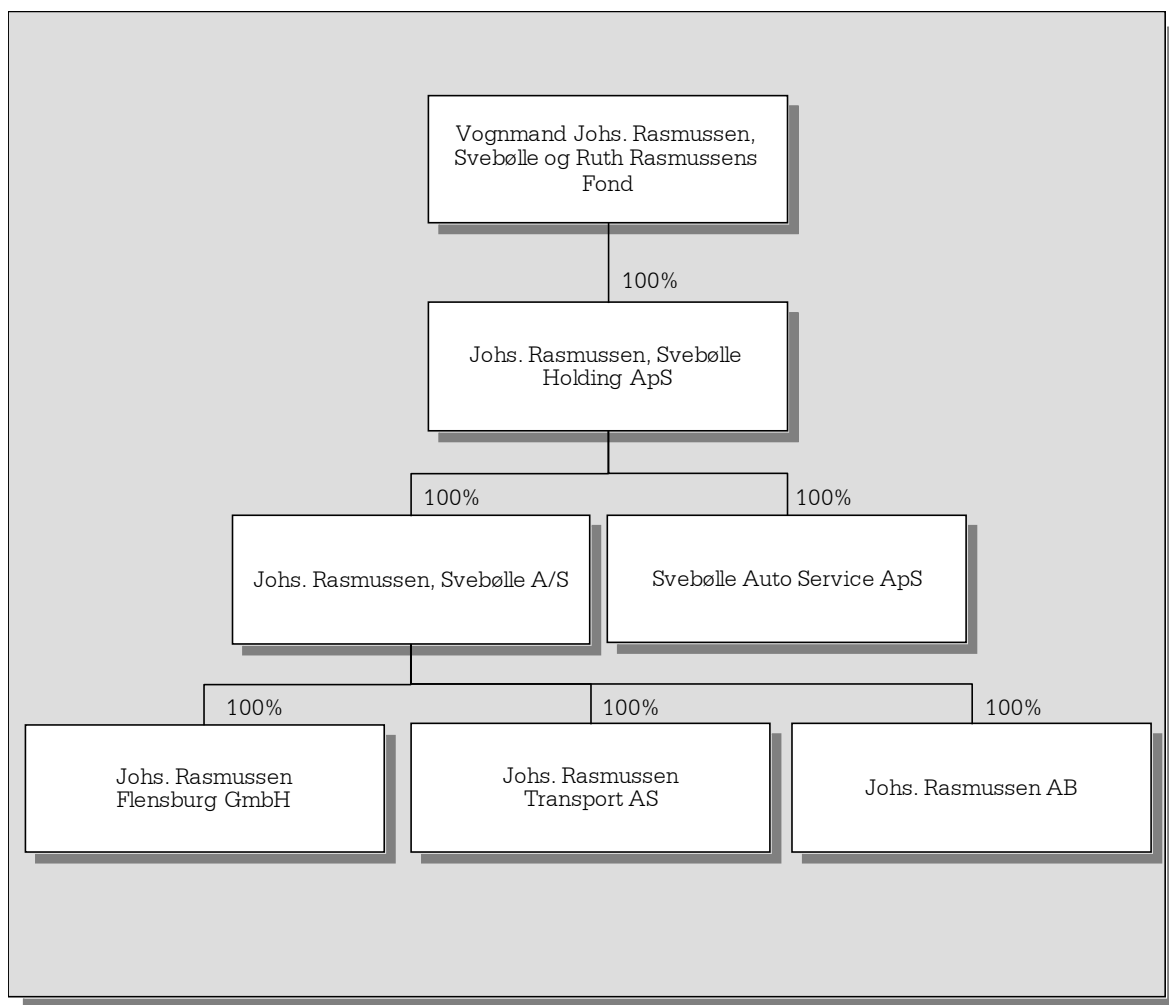 Vognmand Johs. Rasmussen,
Svebølle og Ruth Rasmussens
Fond
100%
Johs. Rasmussen, Svebølle
Holding ApS
100%
100%
Johs. Rasmussen, Svebølle A/S
Svebølle Auto Service ApS
100%
100%
100%
Johs. Rasmussen
Flensburg GmbH
Johs. Rasmussen
Transport AS
Johs. Rasmussen AB